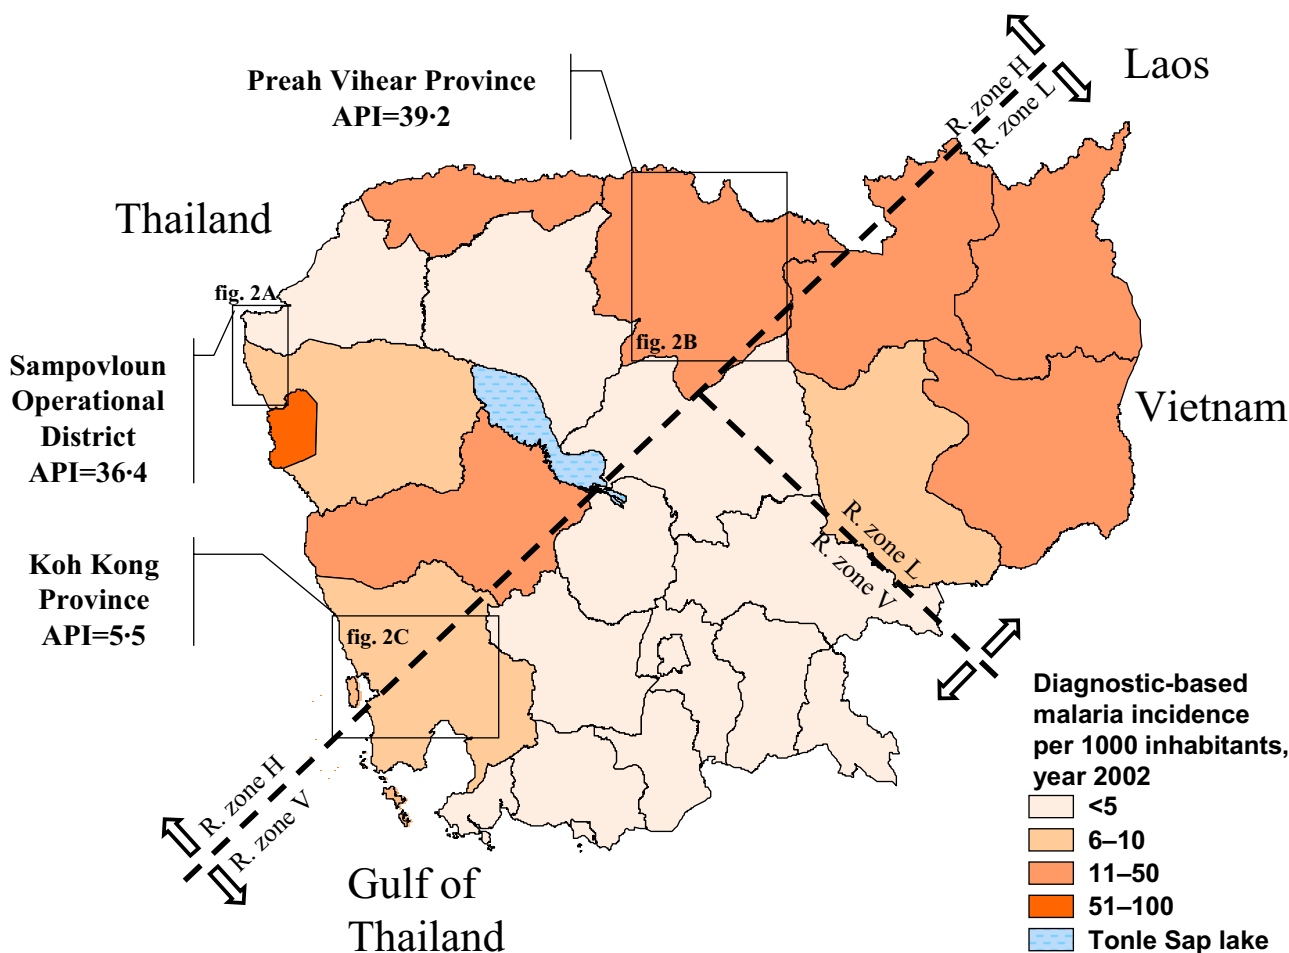 Laos
R. zone H
R. zone L
Preah Vihear Province
API=39·2
Thailand
fig. 2A
fig. 2B
Sampovloun
Operational
District
API=36·4
Vietnam
R. zone L
R. zone V
Koh Kong
Province
API=5·5
fig. 2C
R. zone H
R. zone V
Gulf of
Thailand
Diagnostic-based
malaria incidence
per 1000 inhabitants,
year 2002
<5
6–10
11–50
51–100
Tonle Sap lake